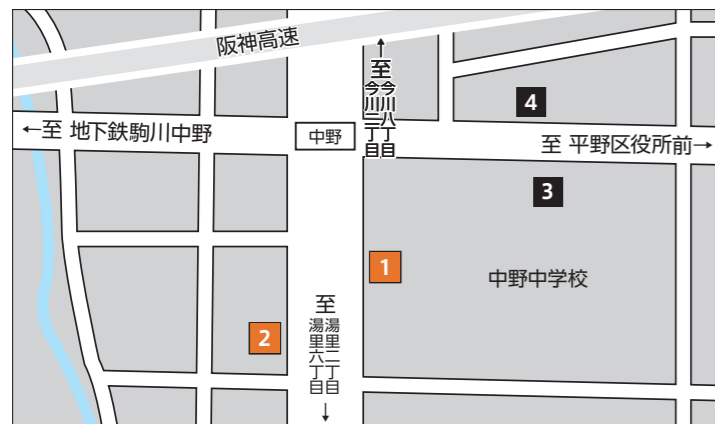 阪神高速
↑至
今川八丁目
今川二丁目
4
←至 地下鉄駒川中野
中野
至 平野区役所前→
3
1
中野中学校
2
至
湯里二丁目
湯里六丁目
↓